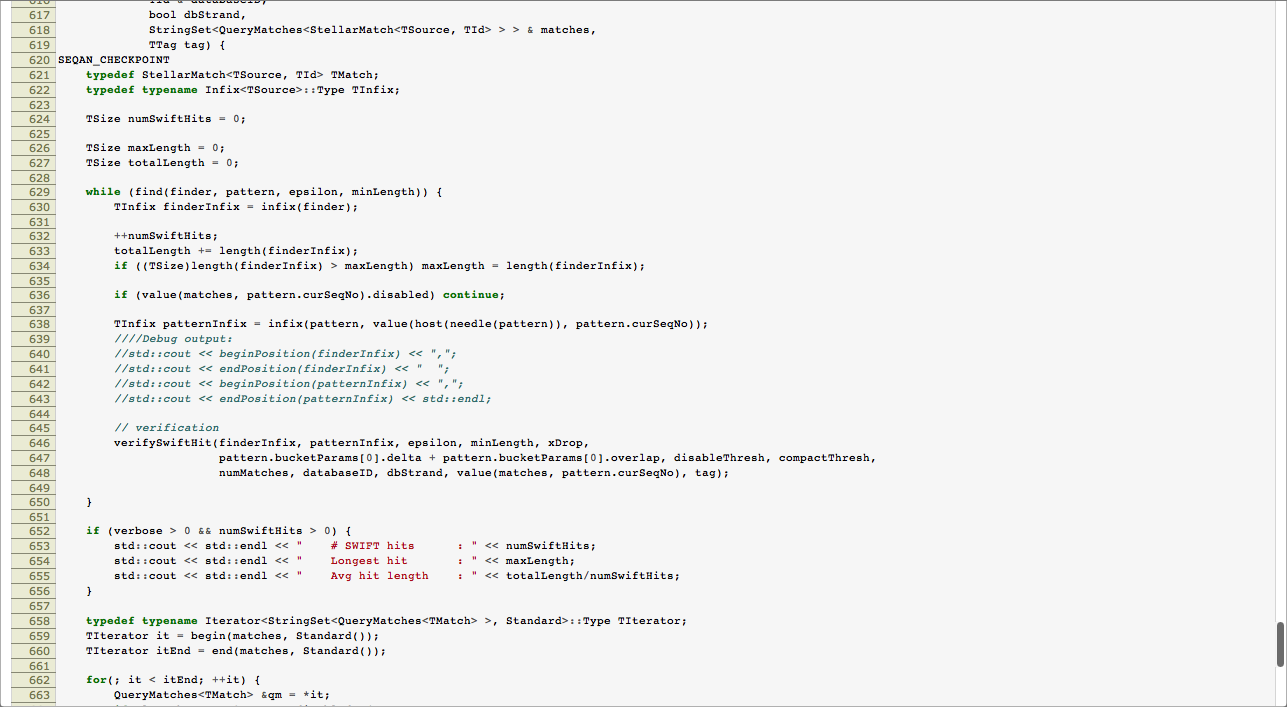 617 bool dbStrand,
618 StringSet<QueryMatches<StellarMatch<TSource, TId> > > & matches,
619 TTag tag) {
620 SEQAN_CHECKPOINT
621 typedef StellarMatch<TSource, TId> TMatch;
622 typedef typename Infix<TSource>::Type TInfix;
623
624 TSize numSwiftHits = 0;
625
626 TSize maxLength = 0;
627 TSize totalLength = 0;
628
629 while (find(finder, pattern, epsilon, minLength)) {
630 TInfix finderInfix = infix(finder);
631
632 ++numSwiftHits;
633 totalLength += length(finderInfix);
634 if ((TSize)length(finderInfix) > maxLength) maxLength = length(finderInfix);
635
636 if (value(matches, pattern.curSeqNo).disabled) continue;
637
638 TInfix patternInfix = infix(pattern, value(host(needle(pattern)), pattern.curSeqNo));
639 ////Debug output:
640 //std::cout << beginPosition(finderInfix) << ",";
641 //std::cout << endPosition(finderInfix) << "  ";
642 //std::cout << beginPosition(patternInfix) << ",";
643 //std::cout << endPosition(patternInfix) << std::endl;
644
645 // verification
646 verifySwiftHit(finderInfix, patternInfix, epsilon, minLength, xDrop,
647 pattern.bucketParams[0].delta + pattern.bucketParams[0].overlap, disableThresh, compactThresh,
648 numMatches, databaseID, dbStrand, value(matches, pattern.curSeqNo), tag);
649
650 }
651
652 if (verbose > 0 && numSwiftHits > 0) {
653 std::cout << std::endl << "    # SWIFT hits      : " << numSwiftHits;
654 std::cout << std::endl << "    Longest hit       : " << maxLength;
655 std::cout << std::endl << "    Avg hit length    : " << totalLength/numSwiftHits;
656 }
657
658 typedef typename Iterator<StringSet<QueryMatches<TMatch> >, Standard>::Type TIterator;
659 TIterator it = begin(matches, Standard());
660 TIterator itEnd = end(matches, Standard());
661
662 for(; it < itEnd; ++it) {
663 QueryMatches<TMatch> &qm = *it;